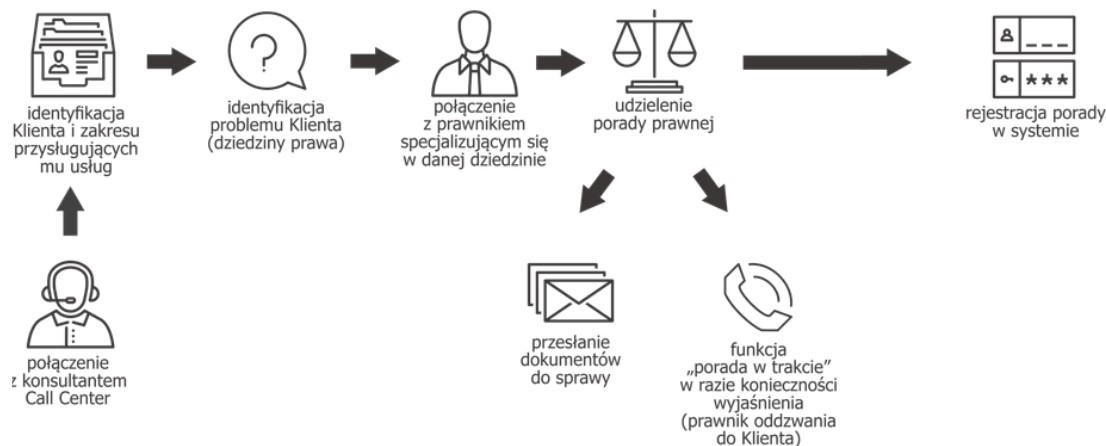 identyfikacja
Klienta i zakresu
przysługujących
mu usług
identyfikacja
problemu Klienta
(dziedziny prawa)
połączenie
z prawnikiem
specjalizującym się
w danej dziedzinie
udzielenie
porady prawnej
***
rejestracja porady
w systemie
połączenie
z konsultantem
Call Center
przesłanie
dokumentów
do sprawy
funkcja
„porada w trakcie”
w razie konieczności
wyjaśnienia
(prawnik oddzwania
do Klienta)